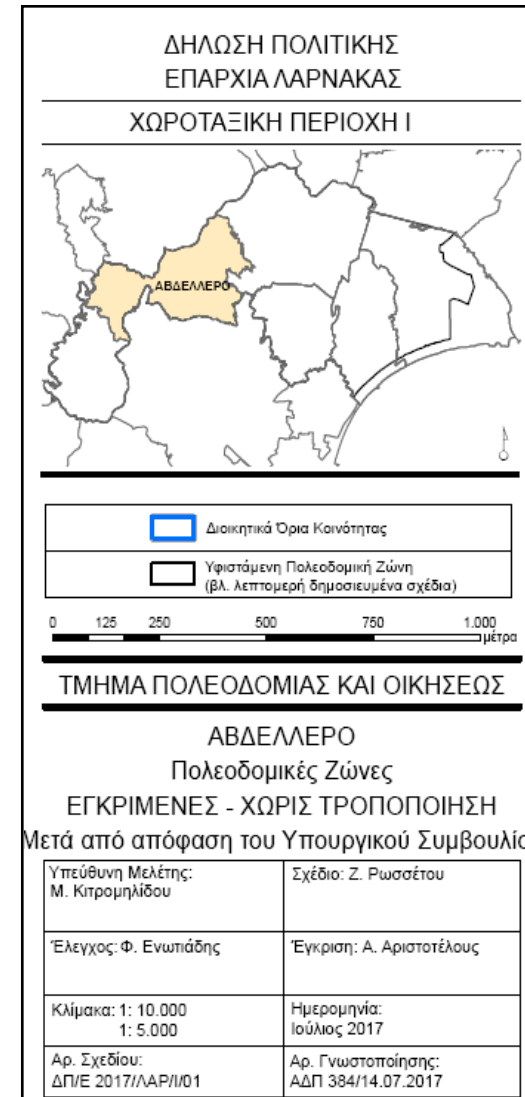 ΔΗΛΩΣΗ ΠΟΛΙΤΙΚΗΣ
ΕΠΑΡΧΙΑ ΛΑΡΝΑΚΑΣ
ΧΩΡΟΤΑΞΙΚΗ ΠΕΡΙΟΧΗ Ι
ΑΒΔΕΛΛΕΡΟ
Διοικητικά Όρια Κοινότητας
Υφιστάμενη Πολεοδομική Ζώνη
(βλ. λεπτομερή δημοσιευμένα σχέδια)
0 125 250 500 750 1.000
μέτρα
ΤΜΗΜΑ ΠΟΛΕΟΔΟΜΙΑΣ ΚΑΙ ΟΙΚΗΣΕΩΣ
ΑΒΔΕΛΛΕΡΟ
Πολεοδομικές Ζώνες
ΕΓΚΡΙΜΕΝΕΣ - ΧΩΡΙΣ ΤΡΟΠΟΠΟΙΗΣΗ
Μετά από απόφαση του Υπουργικού Συμβουλίο
Υπεύθυνη Μελέτης:
Μ. Κιτρομηλίδου
Σχέδιο: Ζ. Ρωσσέτου
Έλεγχος: Φ. Ενωτιάδης
Έγκριση: Α. Αριστοτέλους
Κλίμακα: 1: 10.000
1: 5.000
Ημερομηνία:
Ιούλιος 2017
Αρ. Σχεδίου:
ΔΠ/Ε 2017/ΛΑΡ/Ι/01
Αρ. Γνωστοποίησης:
ΑΔΠ 384/14.07.2017